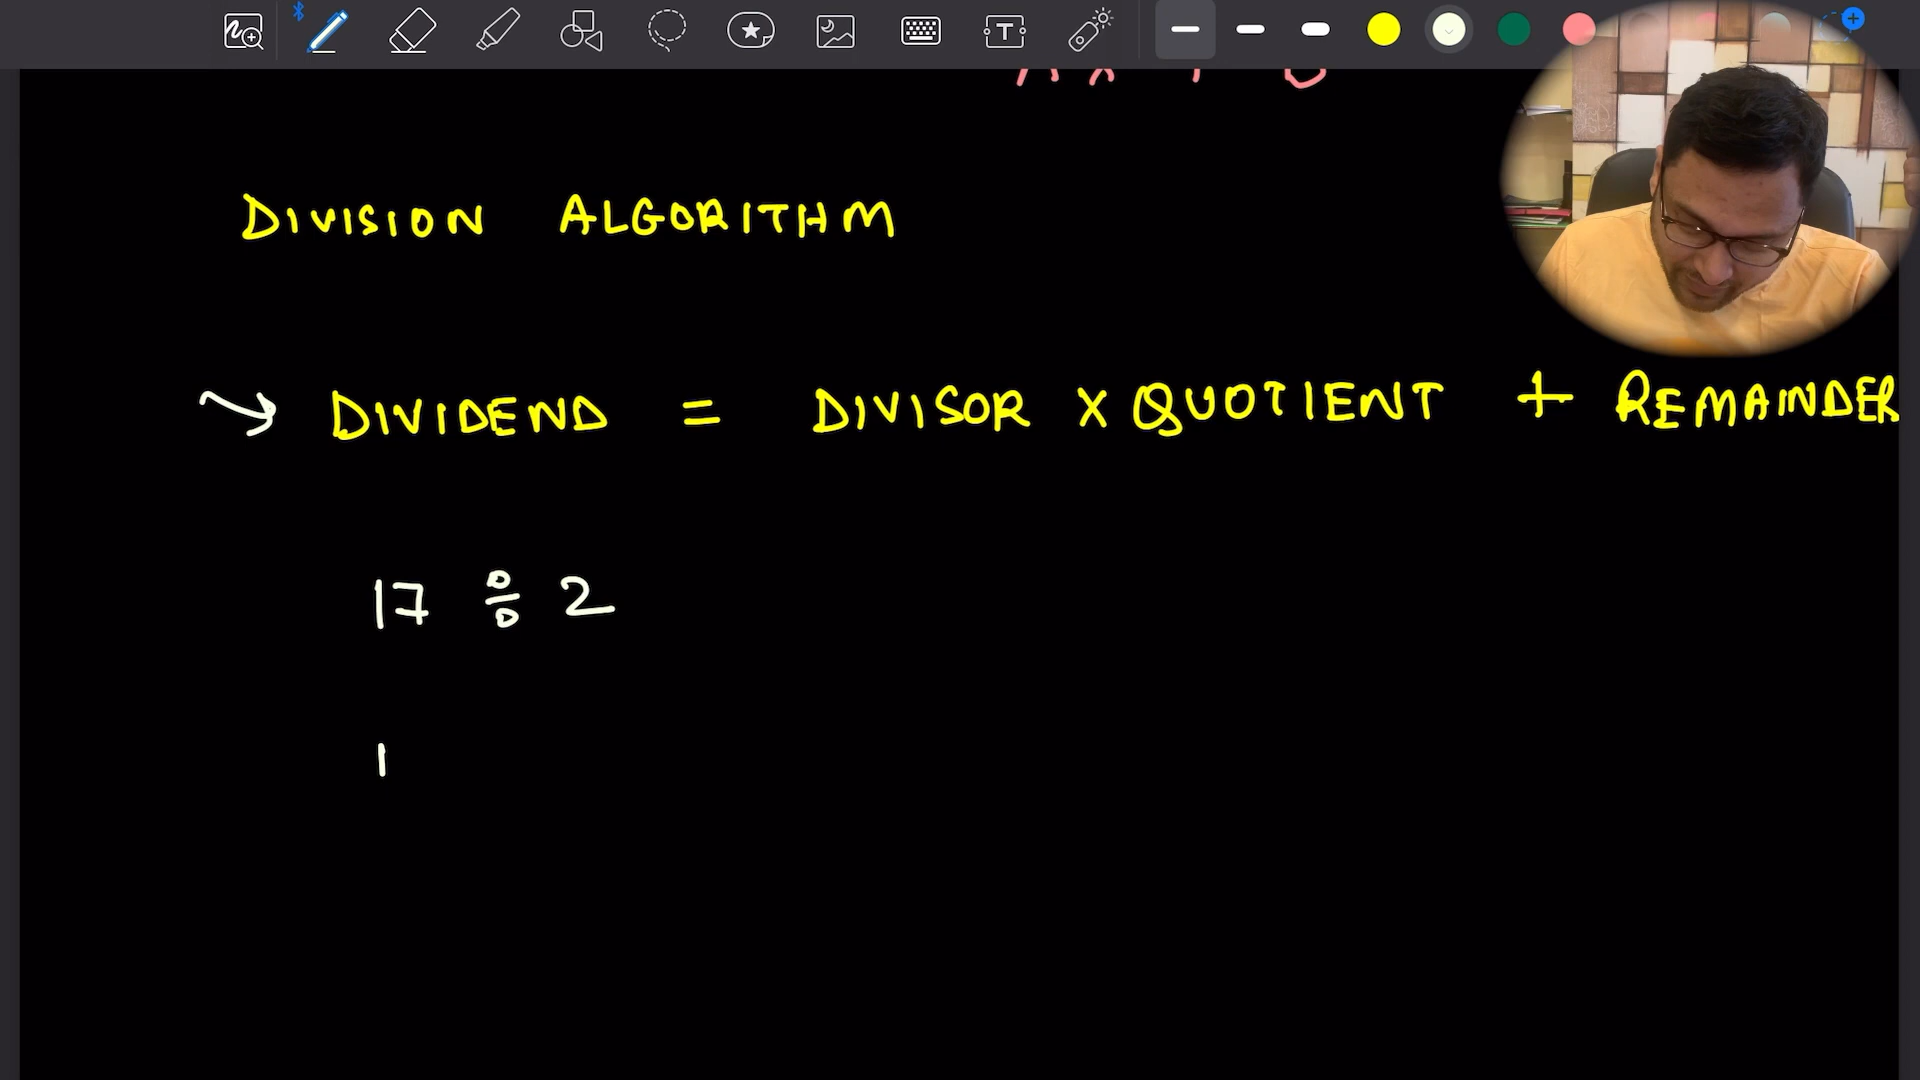 DIVISION ALGORITHM
DIVIDEND = DIVISOR X QUOTIENT + REMAINDER
17 ÷ 2
1